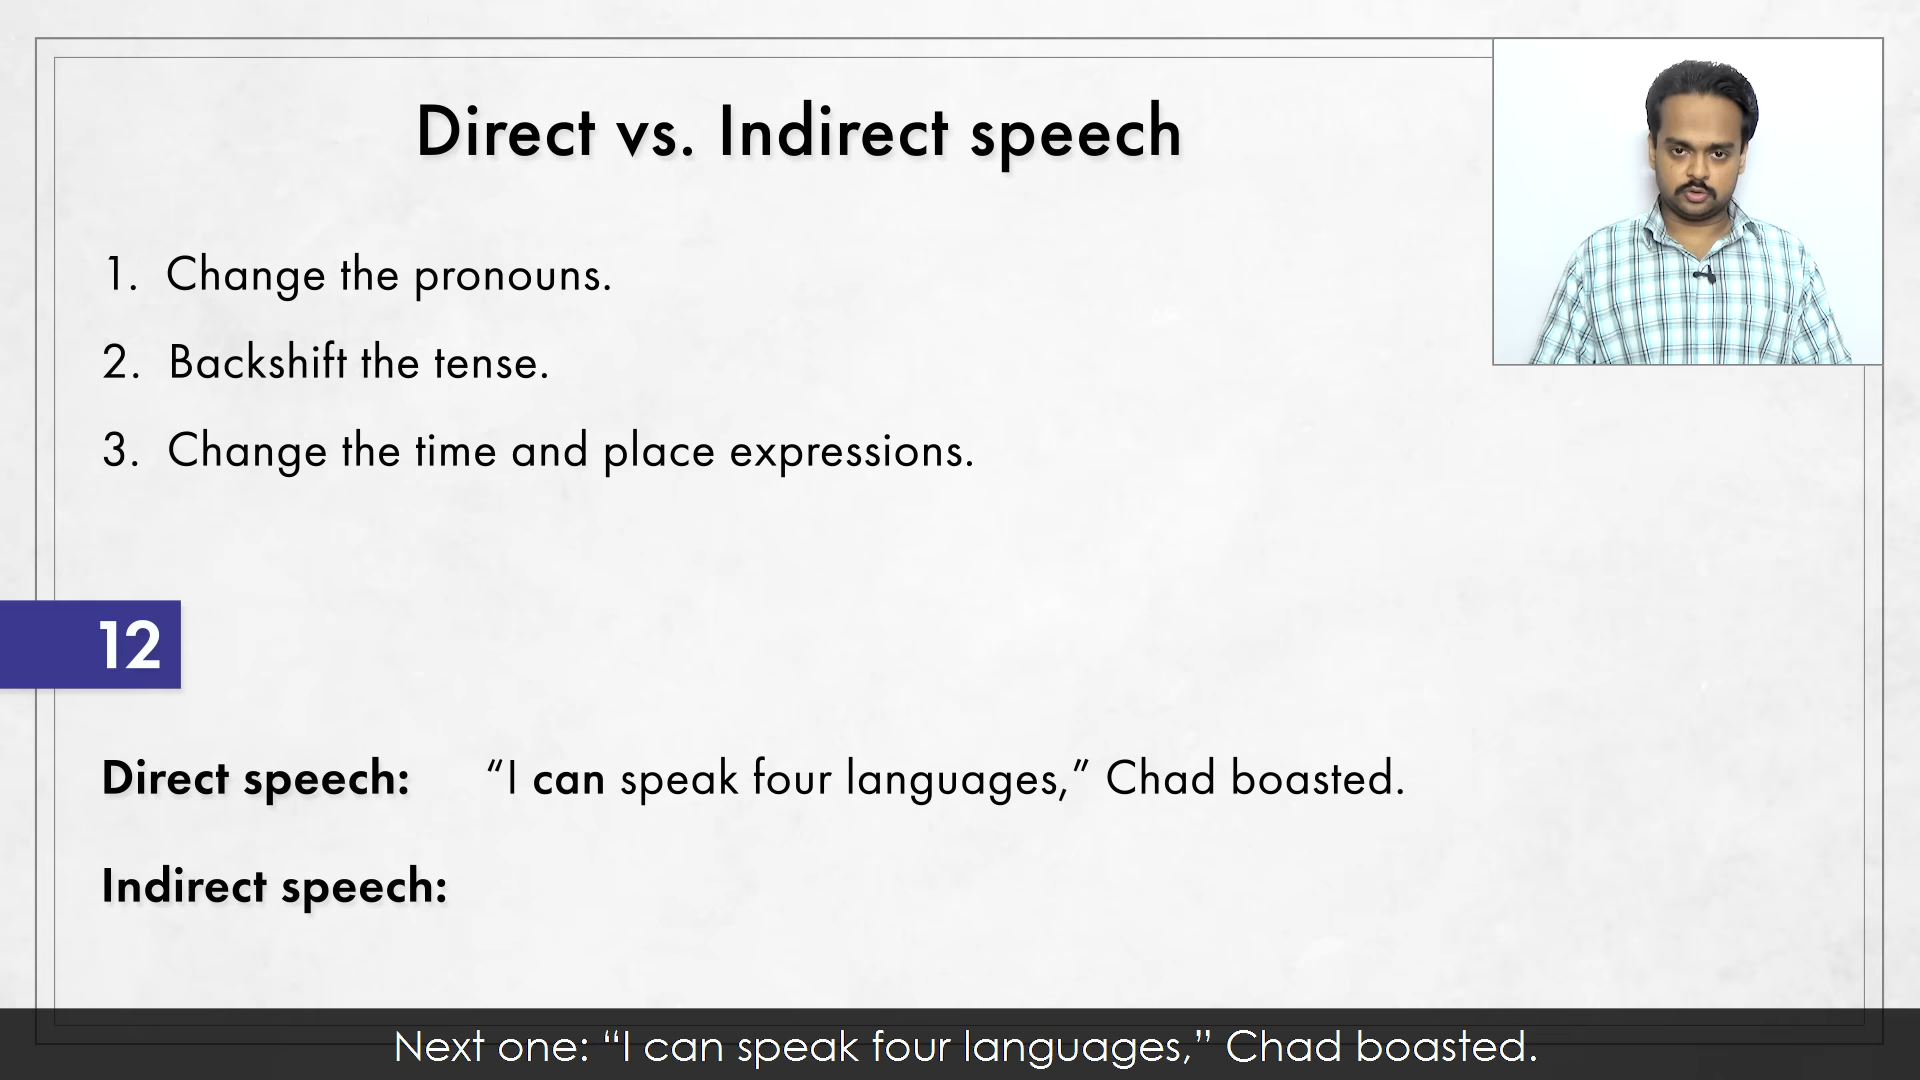 Direct vs. Indirect speech
1. Change the pronouns.
2. Backshift the tense.
3. Change the time and place expressions.
12
Direct speech: “I can speak four languages,” Chad boasted.
Indirect speech:
Next one: “I can speak four languages,” Chad boasted.